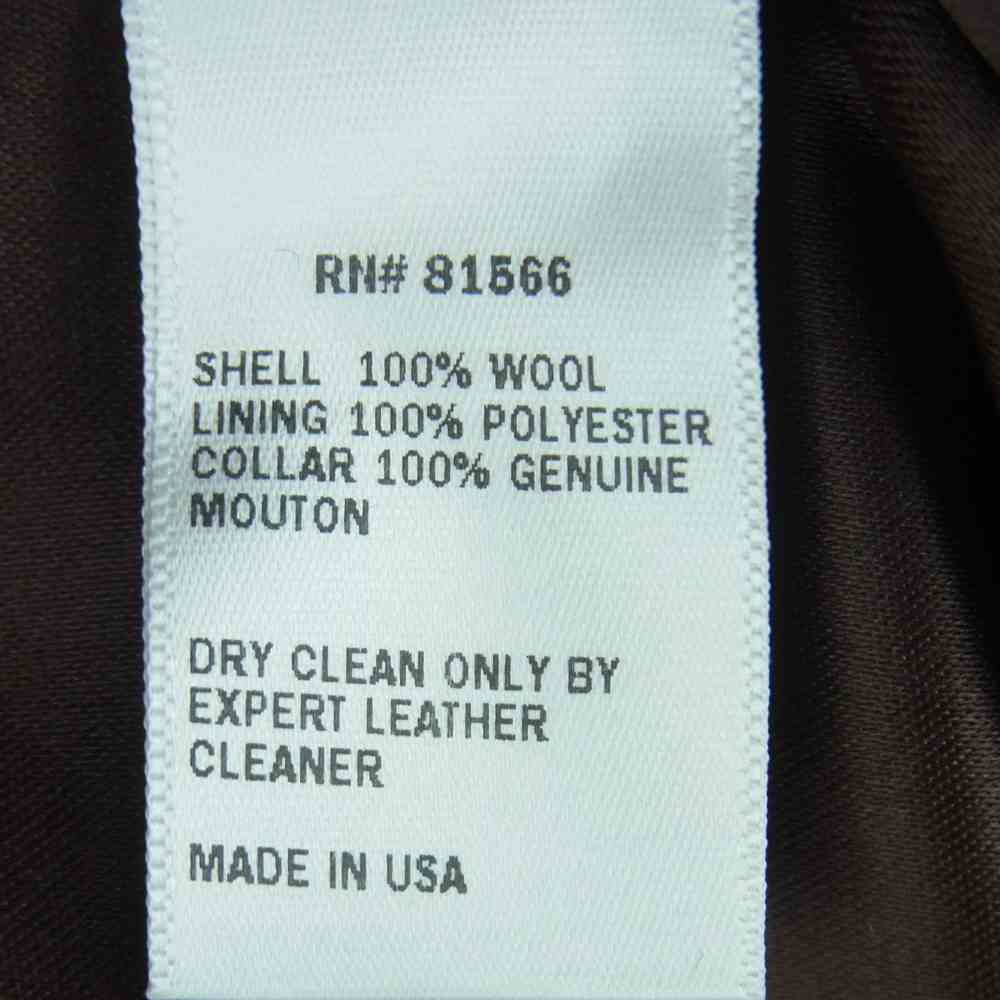 RN# 81566
SHELL 100% WOOL
LINING 100% POLYESTER
COLLAR 100% GENUINE
MOUTON
DRY CLEAN ONLY BY
EXPERT LEATHER
CLEANER
MADE IN USA